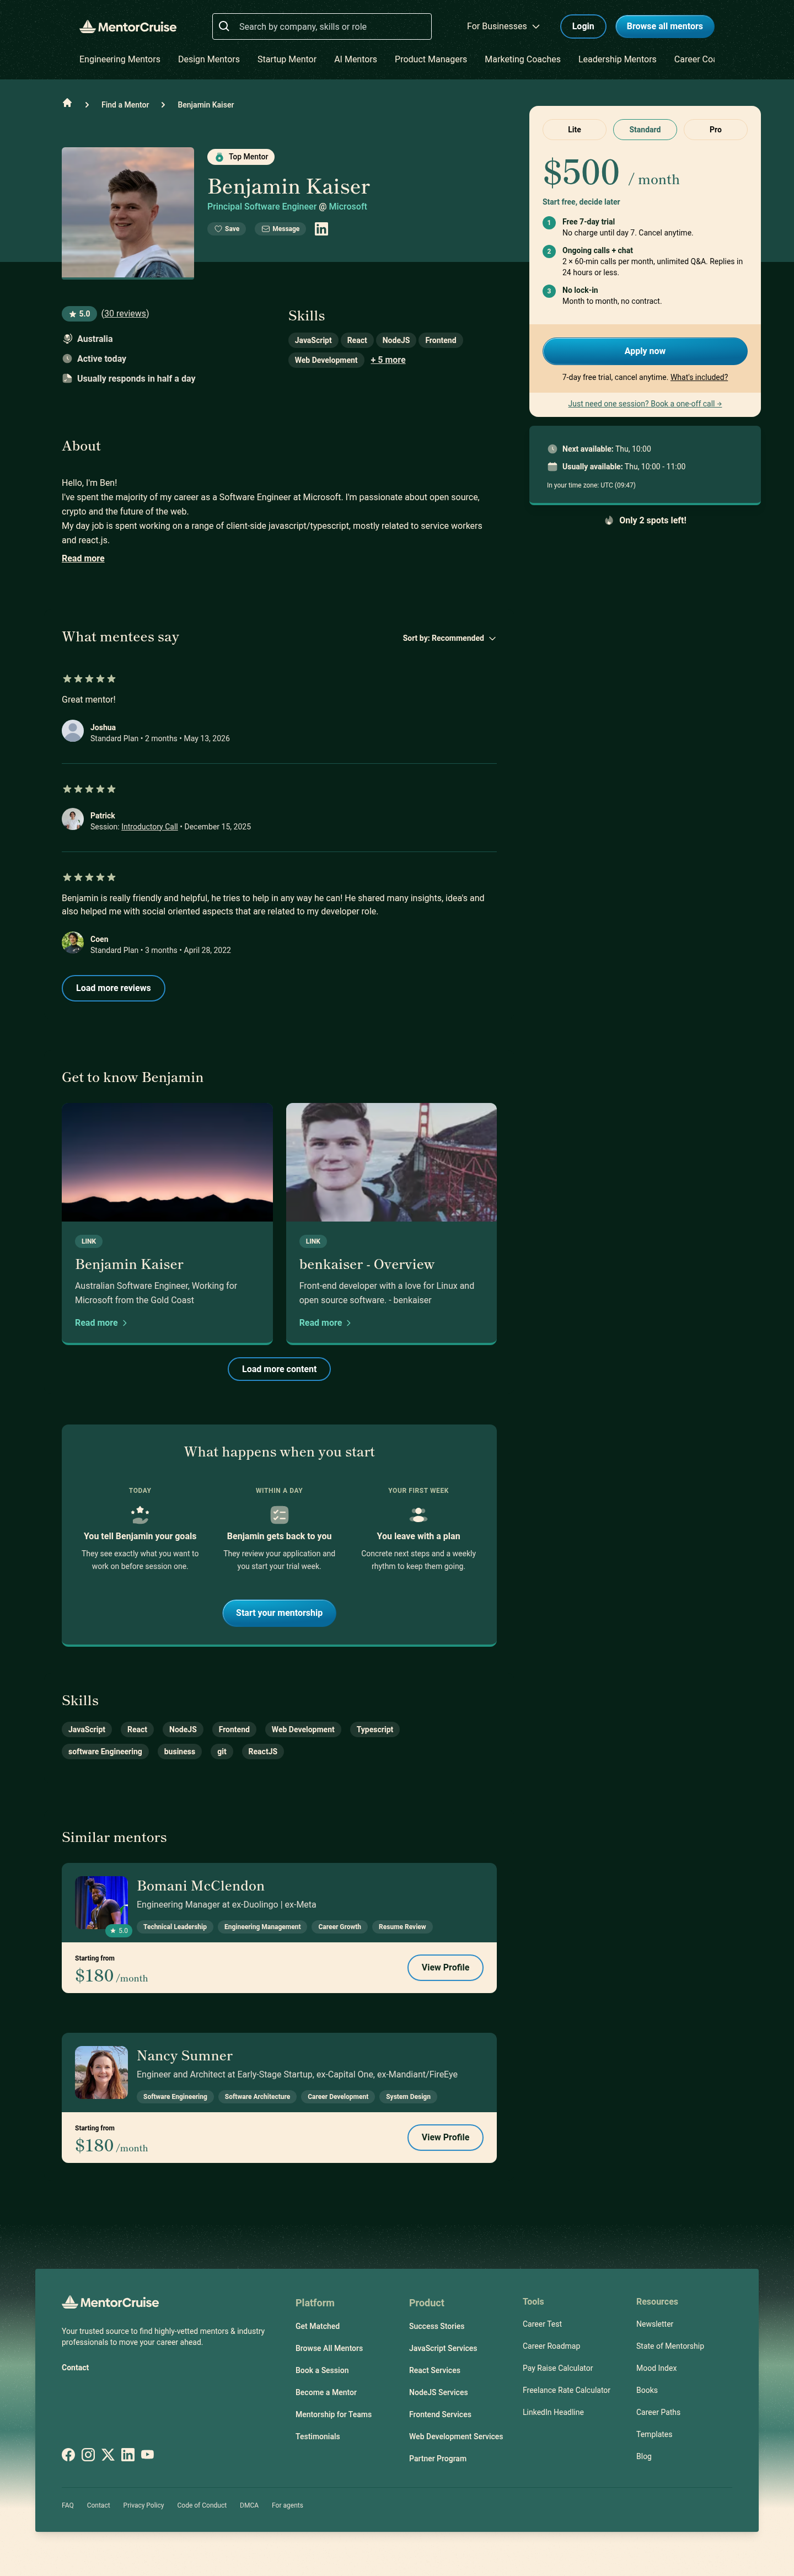 MentorCruise
Search by company, skills or role
For Businesses
Login
Browse all mentors
Engineering Mentors
Design Mentors
Startup Mentor
AI Mentors
Product Managers
Marketing Coaches
Leadership Mentors
Career
Find a Mentor
Benjamin Kaiser
Top Mentor
Benjamin Kaiser
Principal Software Engineer @ Microsoft
Save
Message
5.0
(30 reviews)
Australia
Active today
Usually responds in half a day
Skills
JavaScript
React
NodeJS
Frontend
Web Development
+ 5 more
Lite
Standard
Pro
$500 / month
Start free, decide later
1
Free 7-day trial
No charge until day 7. Cancel anytime.
2
Ongoing calls + chat
2 × 60-min calls per month, unlimited Q&A. Replies in
24 hours or less.
3
No lock-in
Month to month, no contract.
Apply now
7-day free trial, cancel anytime. What's included?
Just need one session? Book a one-off call →
Next available: Thu, 10:00
Usually available: Thu, 10:00 - 11:00
In your time zone: UTC (09:47)
Only 2 spots left!
About
Hello, I'm Ben!
I've spent the majority of my career as a Software Engineer at Microsoft. I'm passionate about open source,
crypto and the future of the web.
My day job is spent working on a range of client-side javascript/typescript, mostly related to service workers
and react.js.
Read more
What mentees say
Sort by: Recommended
Great mentor!
Joshua
Standard Plan • 2 months • May 13, 2026
Patrick
Session: Introductory Call • December 15, 2025
Benjamin is really friendly and helpful, he tries to help in any way he can! He shared many insights, idea's and
also helped me with social oriented aspects that are related to my developer role.
Coen
Standard Plan • 3 months • April 28, 2022
Load more reviews
Get to know Benjamin
LINK
Benjamin Kaiser
Australian Software Engineer, Working for
Microsoft from the Gold Coast
Read more
LINK
benkaiser - Overview
Front-end developer with a love for Linux and
open source software. - benkaiser
Read more
Load more content
What happens when you start
TODAY
You tell Benjamin your goals
They see exactly what you want to
work on before session one.
WITHIN A DAY
Benjamin gets back to you
They review your application and
you start your trial week.
YOUR FIRST WEEK
You leave with a plan
Concrete next steps and a weekly
rhythm to keep them going.
Start your mentorship
Skills
JavaScript
React
NodeJS
Frontend
Web Development
Typescript
software Engineering
business
git
ReactJS
Similar mentors
5.0
Bomani McClendon
Engineering Manager at ex-Duolingo | ex-Meta
Technical Leadership
Engineering Management
Career Growth
Resume Review
Starting from
$180 /month
View Profile
Nancy Sumner
Engineer and Architect at Early-Stage Startup, ex-Capital One, ex-Mandiant/FireEye
Software Engineering
Software Architecture
Career Development
System Design
Starting from
$180 /month
View Profile
MentorCruise
Your trusted source to find highly-vetted mentors & industry
professionals to move your career ahead.
Contact
Platform
Get Matched
Browse All Mentors
Book a Session
Become a Mentor
Mentorship for Teams
Testimonials
Product
Success Stories
JavaScript Services
React Services
NodeJS Services
Frontend Services
Web Development Services
Partner Program
Tools
Career Test
Career Roadmap
Pay Raise Calculator
Freelance Rate Calculator
LinkedIn Headline
Resources
Newsletter
State of Mentorship
Mood Index
Books
Career Paths
Templates
Blog
FAQ
Contact
Privacy Policy
Code of Conduct
DMCA
For agents